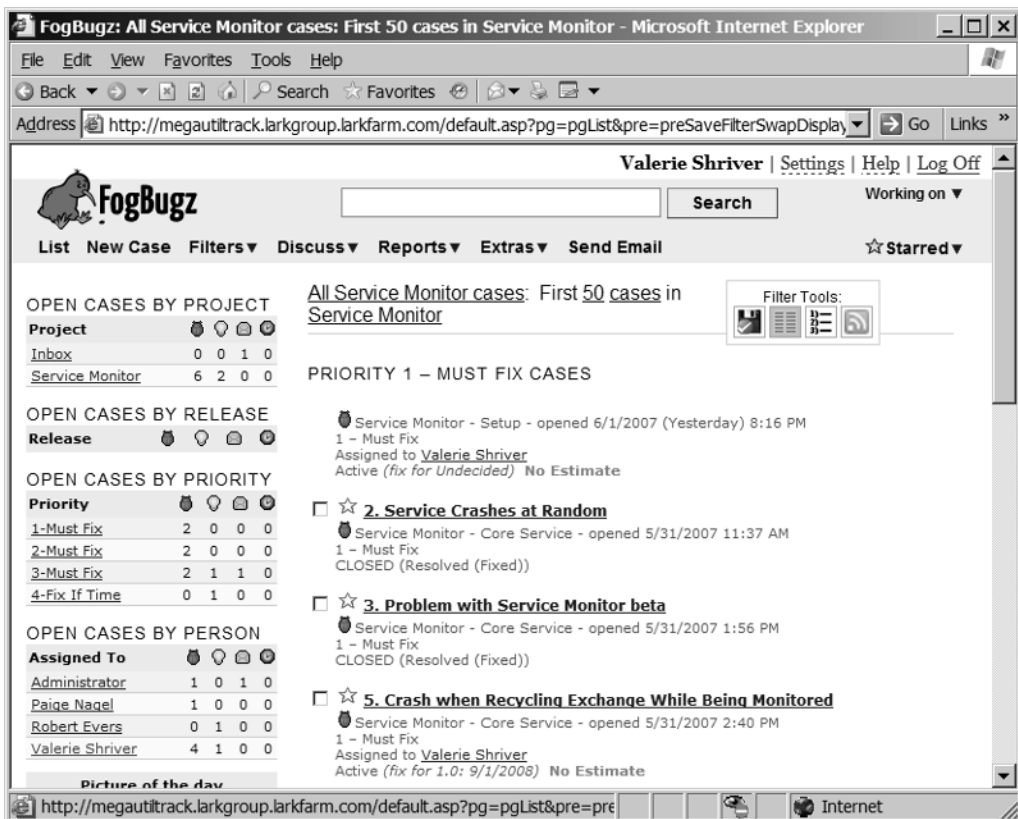 FogBugz: All Service Monitor cases: First 50 cases in Service Monitor - Microsoft Internet Explorer
File Edit View Favorites Tools Help
Back Search Favorites
Address http://megautiltrack.larkgroup.larkfarm.com/default.asp?pg=pgList&pre=preSaveFilterSwapDisplay Go Links »
Valerie Shriver | Settings | Help | Log Off
FogBugz
Search
Working on ▼
List New Case Filters▼ Discuss▼ Reports▼ Extras▼ Send Email ☆Starred▼
OPEN CASES BY PROJECT
Project
Inbox 0 0 1 0
Service Monitor 6 2 0 0
OPEN CASES BY RELEASE
Release
OPEN CASES BY PRIORITY
Priority
1-Must Fix 2 0 0 0
2-Must Fix 2 0 0 0
3-Must Fix 2 1 1 0
4-Fix If Time 0 1 0 0
OPEN CASES BY PERSON
Assigned To
Administrator 1 0 1 0
Paige Nagel 1 0 0 0
Robert Evers 0 1 0 0
Valerie Shriver 4 1 0 0
Picture of the day
All Service Monitor cases: First 50 cases in
Service Monitor
Filter Tools:
PRIORITY 1 – MUST FIX CASES
Service Monitor - Setup - opened 6/1/2007 (Yesterday) 8:16 PM
1 – Must Fix
Assigned to Valerie Shriver
Active (fix for Undecided) No Estimate
2. Service Crashes at Random
Service Monitor - Core Service - opened 5/31/2007 11:37 AM
1 – Must Fix
CLOSED (Resolved (Fixed))
3. Problem with Service Monitor beta
Service Monitor - Core Service - opened 5/31/2007 1:56 PM
1 – Must Fix
CLOSED (Resolved (Fixed))
5. Crash when Recycling Exchange While Being Monitored
Service Monitor - Core Service - opened 5/31/2007 2:40 PM
1 – Must Fix
Assigned to Valerie Shriver
Active (fix for 1.0: 9/1/2008) No Estimate
http://megautiltrack.larkgroup.larkfarm.com/default.asp?pg=pgList&pre=pre Internet